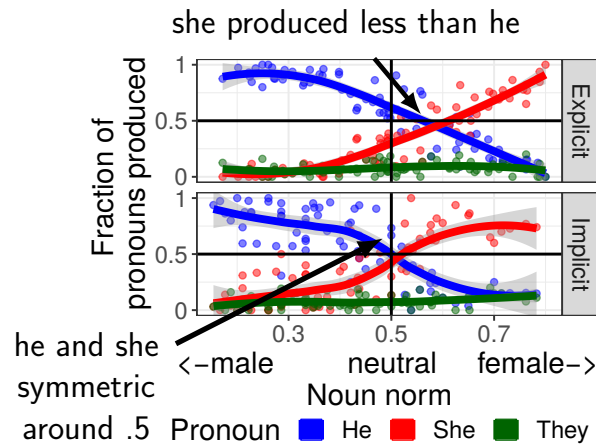 she produced less than he
Fraction of
pronouns produced
1
0.5
0
Explicit
1
0.5
0
Implicit
0.3 0.5 0.7
<-male neutral female->
Noun norm
he and she
symmetric
around .5
Pronoun He She They